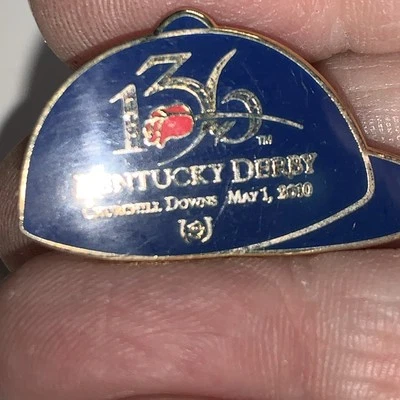 136 ™
KENTUCKY DERBY
CHURCHILL DOWNS MAY 1, 2010